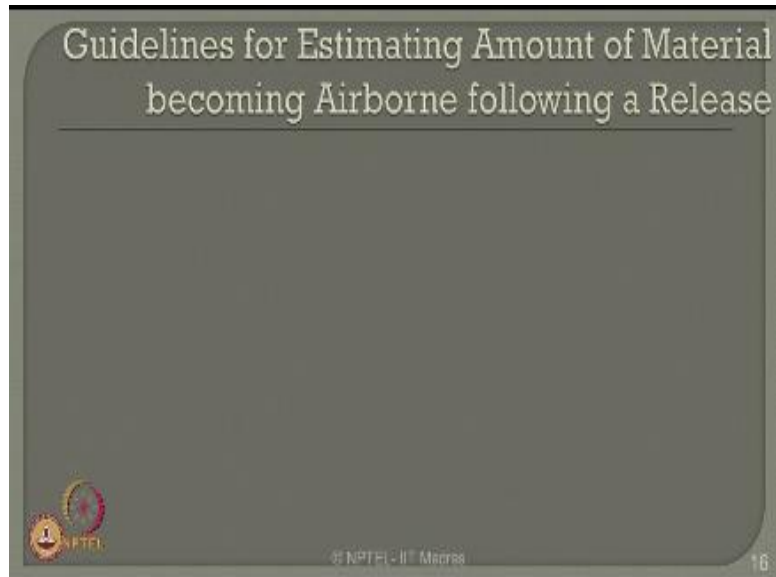 Guidelines for Estimating Amount of Material
becoming Airborne following a Release
NPTEL
© NPTEL - IIT Madras
16